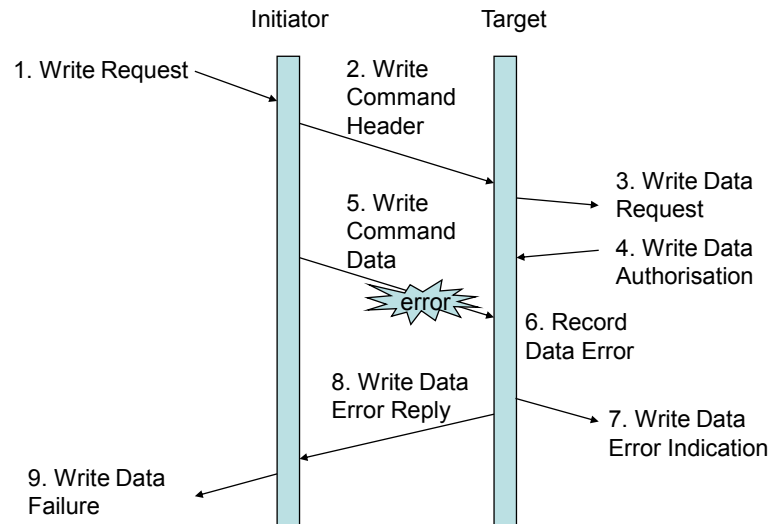 Initiator
Target
1. Write Request
2. Write
Command
Header
3. Write Data
Request
4. Write Data
Authorisation
5. Write
Command
Data
error
6. Record
Data Error
7. Write Data
Error Indication
8. Write Data
Error Reply
9. Write Data
Failure